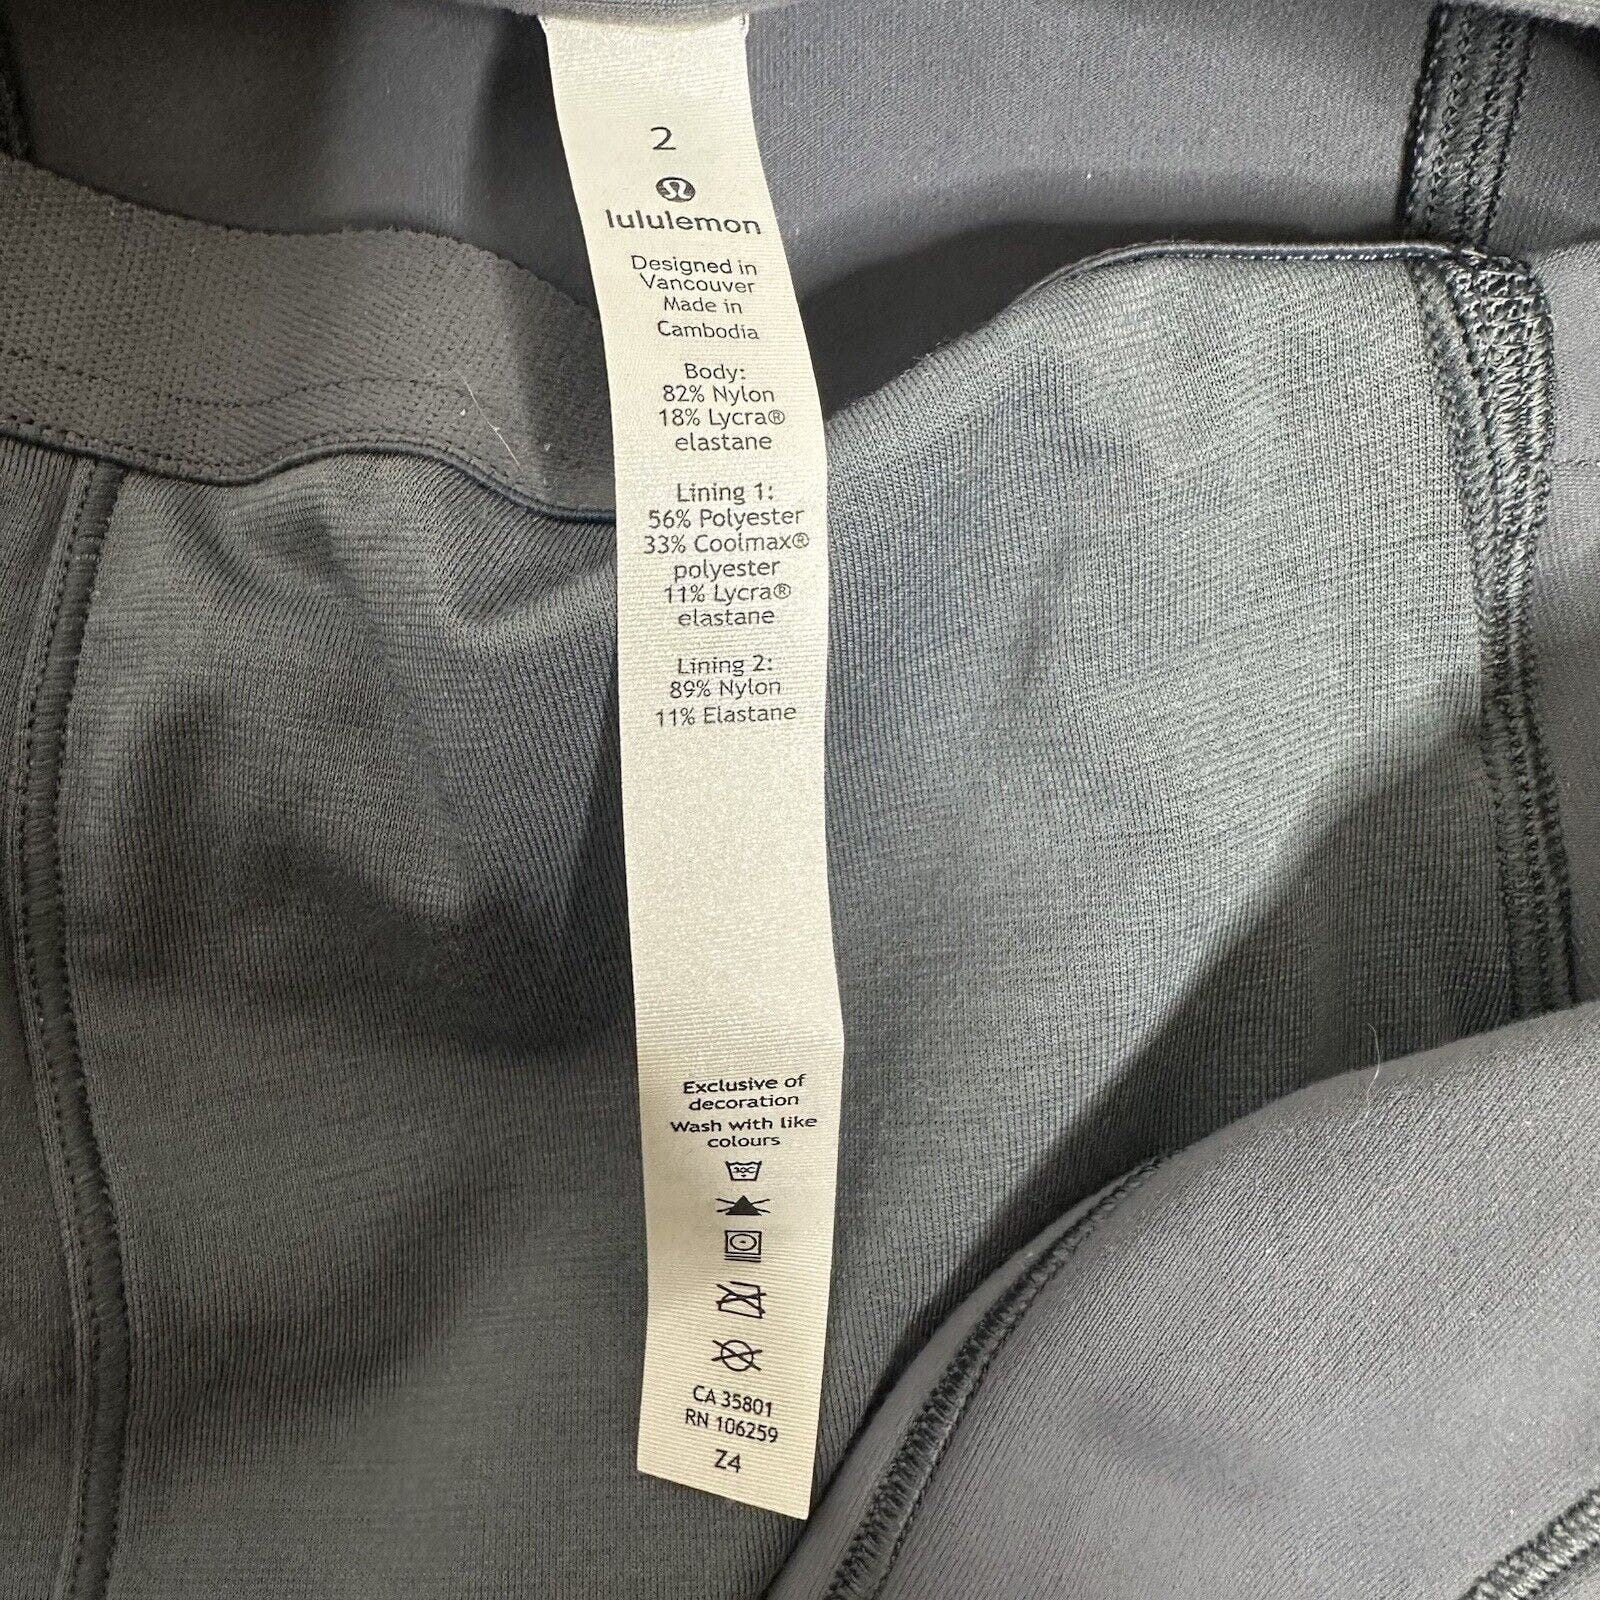 2
lululemon
Designed in
Vancouver
Made in
Cambodia
Body:
82% Nylon
18% Lycra®
elastane
Lining 1:
56% Polyester
33% Coolmax®
polyester
11% Lycra®
elastane
Lining 2:
89% Nylon
11% Elastane
Exclusive of
decoration
Wash with like
colours
30C
CA 35801
RN 106259
Z4